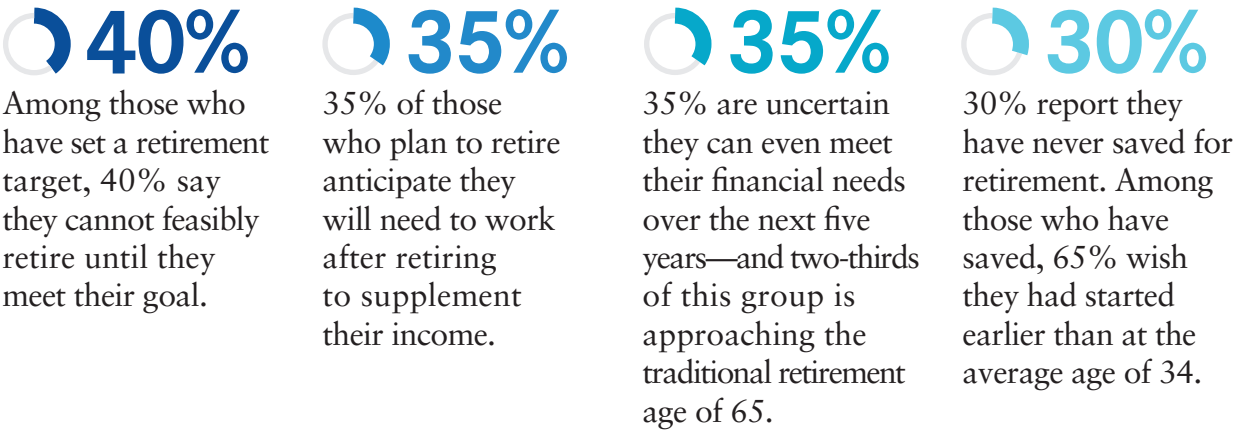 40%
Among those who
have set a retirement
target, 40% say
they cannot feasibly
retire until they
meet their goal.
35%
35% of those
who plan to retire
anticipate they
will need to work
after retiring
to supplement
their income.
35%
35% are uncertain
they can even meet
their financial needs
over the next five
years—and two-thirds
of this group is
approaching the
traditional retirement
age of 65.
30%
30% report they
have never saved for
retirement. Among
those who have
saved, 65% wish
they had started
earlier than at the
average age of 34.